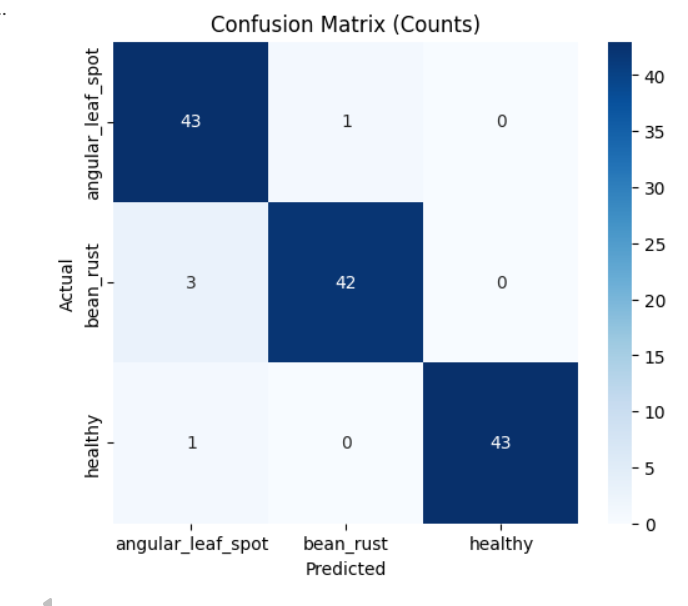 ..
Confusion Matrix (Counts)
angular_leaf_spot
43
1
0
40
35
30
Actual
bean_rust
3
42
0
25
20
15
healthy
1
0
43
10
5
0
angular_leaf_spot
bean_rust
healthy
Predicted